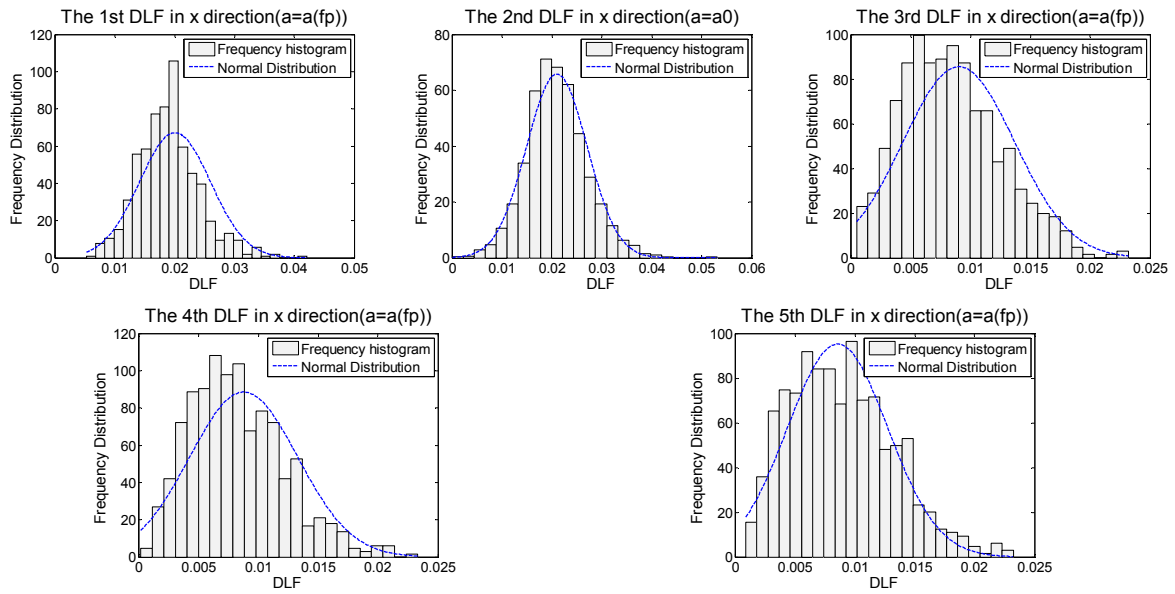 The 1st DLF in x direction(a=a(fp))
120
100
80
60
40
20
0
0 0.01 0.02 0.03 0.04 0.05
Frequency Distribution
DLF
Frequency histogram
Normal Distribution
The 2nd DLF in x direction(a=a0)
80
60
40
20
0
0 0.01 0.02 0.03 0.04 0.05 0.06
Frequency Distribution
DLF
Frequency histogram
Normal Distribution
The 3rd DLF in x direction(a=a(fp))
100
80
60
40
20
0
0 0.005 0.01 0.015 0.02 0.025
Frequency Distribution
DLF
Frequency histogram
Normal Distribution
The 4th DLF in x direction(a=a(fp))
120
100
80
60
40
20
0
0 0.005 0.01 0.015 0.02 0.025
Frequency Distribution
DLF
Frequency histogram
Normal Distribution
The 5th DLF in x direction(a=a(fp))
100
80
60
40
20
0
0 0.005 0.01 0.015 0.02 0.025
Frequency Distribution
DLF
Frequency histogram
Normal Distribution